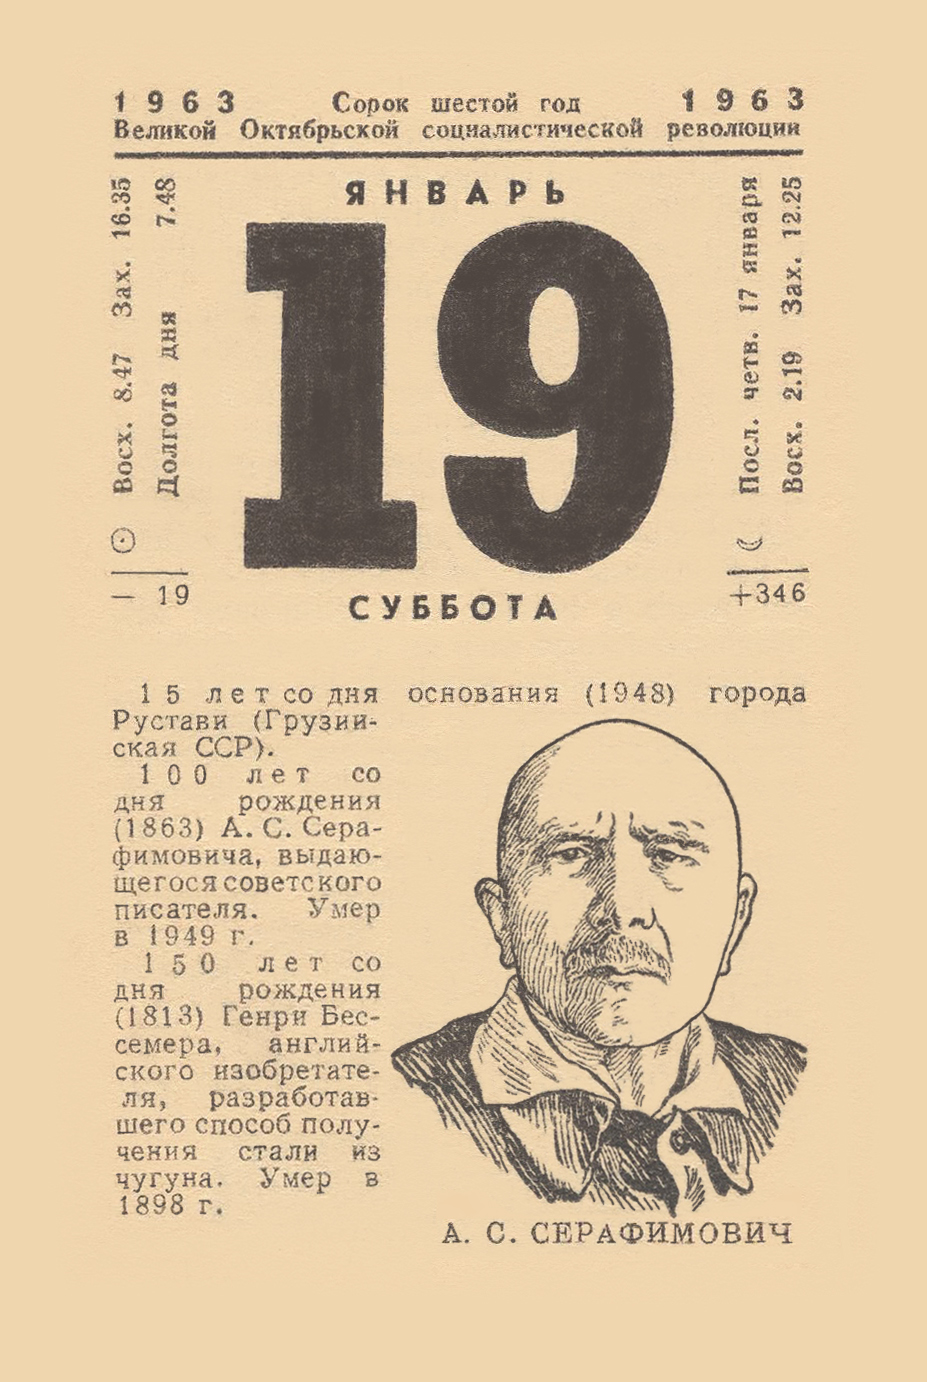 1963 Сорок шестой год 1963
Великой Октябрьской социалистической революции
Восх. 8.47 Зах. 16.35
Долгота дня 7.48
— 19
ЯНВАРЬ
19
СУББОТА
Посл. четв. 17 января
Восх. 2.19 Зах. 12.25
+346
15 лет со дня основания (1948) города
Рустави (Грузин-
ская ССР).
100 лет со
дня рождения
(1863) А. С. Сера-
фимовича, выдаю-
щегося советского
писателя. Умер
в 1949 г.
150 лет со
дня рождения
(1813) Генри Бес-
семера, англий-
ского изобретате-
ля, разработав-
шего способ полу-
чения стали из
чугуна. Умер в
1898 г.
А. С. СЕРАФИМОВИЧ